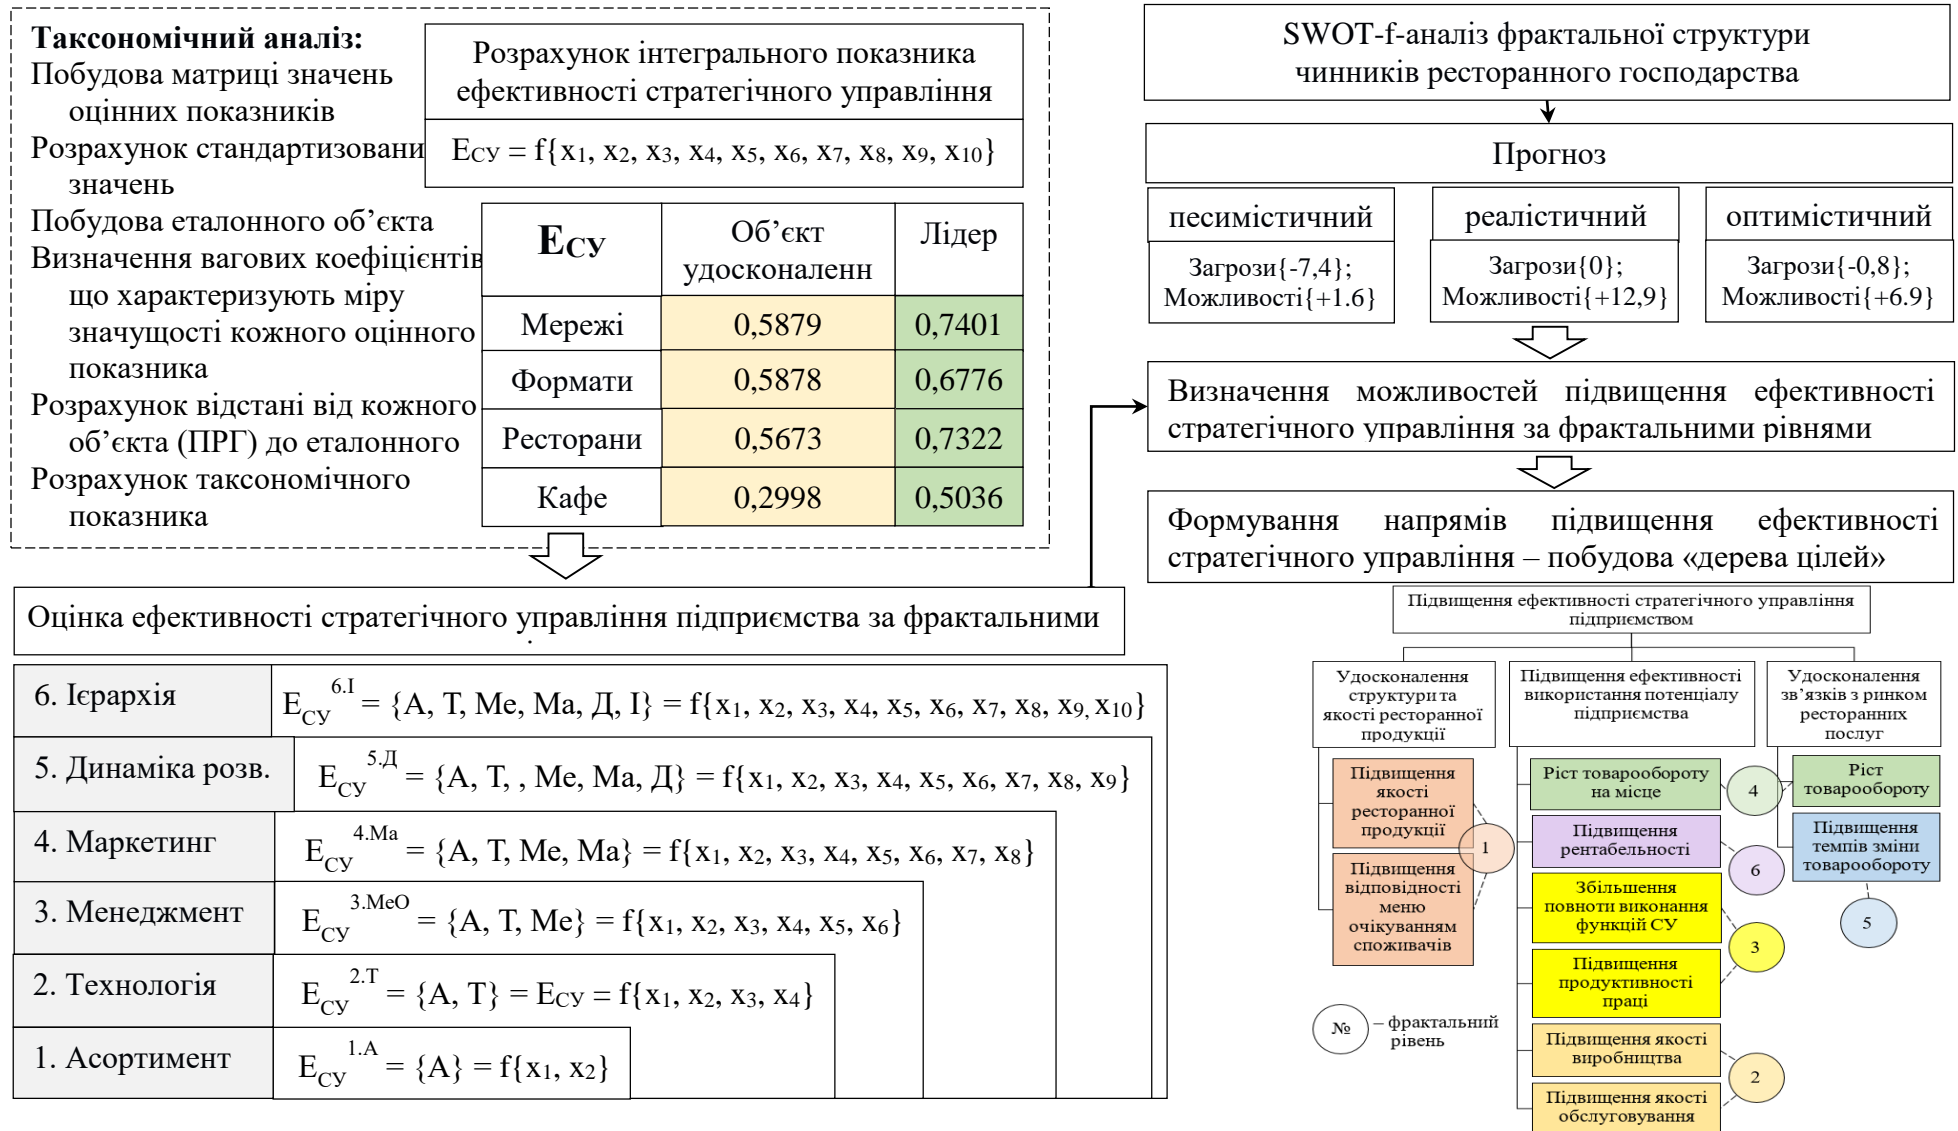 Таксономічний аналіз:
Побудова матриці значень
оцінних показників
Розрахунок стандартизовани
значень
Побудова еталонного об’єкта
Визначення вагових коефіцієнтів
що характеризують міру
значущості кожного оцінного
показника
Розрахунок відстані від кожного
об’єкта (ПРГ) до еталонного
Розрахунок таксономічного
показника
Розрахунок інтегрального показника
ефективності стратегічного управління
Eсу = f{x1, x2, x3, x4, x5, x6, x7, x8, x9, x10}
Eсу
Об’єкт
удосконаленн
Лідер
Мережі 0,5879 0,7401
Формати 0,5878 0,6776
Ресторани 0,5673 0,7322
Кафе 0,2998 0,5036
Оцінка ефективності стратегічного управління підприємства за фрактальними
6. Ієрархія Eсу 6.І = {А, Т, Ме, Ма, Д, І} = f{x1, x2, x3, x4, x5, x6, x7, x8, x9, x10}
5. Динаміка розв. Eсу 5.Д = {А, Т, , Ме, Ма, Д} = f{x1, x2, x3, x4, x5, x6, x7, x8, x9}
4. Маркетинг Eсу 4.Ма = {А, Т, Ме, Ма} = f{x1, x2, x3, x4, x5, x6, x7, x8}
3. Менеджмент Eсу 3.МеО = {А, Т, Ме} = f{x1, x2, x3, x4, x5, x6}
2. Технологія Eсу 2.Т = {А, Т} = Eсу = f{x1, x2, x3, x4}
1. Асортимент Eсу 1.А = {А} = f{x1, x2}
SWOT-f-аналіз фрактальної структури
чинників ресторанного господарства
Прогноз
песимістичний
Загрози{-7,4};
Можливості{+1.6}
реалістичний
Загрози{0};
Можливості{+12,9}
оптимістичний
Загрози{-0,8};
Можливості{+6.9}
Визначення можливостей підвищення ефективності
стратегічного управління за фрактальними рівнями
Формування напрямів підвищення ефективності
стратегічного управління – побудова «дерева цілей»
Підвищення ефективності стратегічного управління
підприємством
Удосконалення
структури та
якості ресторанної
продукції
Підвищення
якості
ресторанної
продукції
Підвищення
відповідності
меню
очікуванням
споживачів
1
Підвищення ефективності
використання потенціалу
підприємства
Ріст товарообороту
на місце
Підвищення
рентабельності
Збільшення
повноти виконання
функцій СУ
Підвищення
продуктивності
праці
Підвищення якості
виробництва
Підвищення якості
обслуговування
4
6
3
2
Удосконалення
зв’язків з ринком
ресторанних
послуг
Ріст
товарообороту
Підвищення
темпів зміни
товарообороту
5
№ – фрактальний
рівень